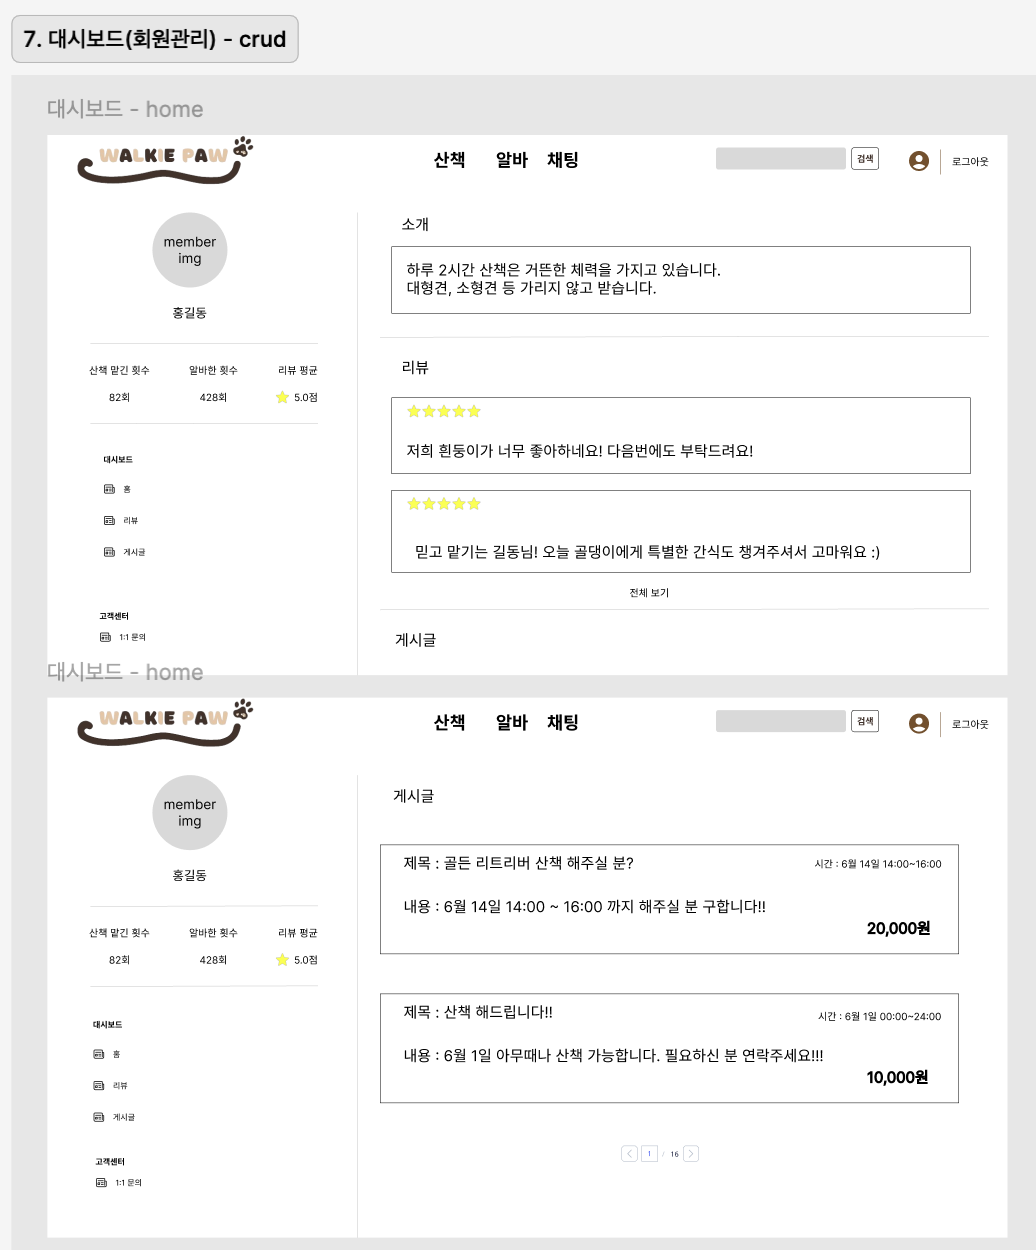 7. 대시보드(회원관리) - crud
대시보드 - home
WALKIE PAW
산책 알바 채팅
검색
로그아웃
member
img
홍길동
산책 맡긴 횟수 알바한 횟수 리뷰 평균
82회 428회 5.0점
대시보드
홈
리뷰
게시글
고객센터
1:1 문의
소개
하루 2시간 산책은 거뜬한 체력을 가지고 있습니다.
대형견, 소형견 등 가리지 않고 받습니다.
리뷰
저희 흰둥이가 너무 좋아하네요! 다음번에도 부탁드려요!
믿고 맡기는 길동님! 오늘 골댕이에게 특별한 간식도 챙겨주셔서 고마워요 :)
전체 보기
게시글
대시보드 - home
WALKIE PAW
산책 알바 채팅
검색
로그아웃
member
img
홍길동
산책 맡긴 횟수 알바한 횟수 리뷰 평균
82회 428회 5.0점
대시보드
홈
리뷰
게시글
고객센터
1:1 문의
게시글
제목 : 골든 리트리버 산책 해주실 분?
시간 : 6월 14일 14:00~16:00
내용 : 6월 14일 14:00 ~ 16:00 까지 해주실 분 구합니다!!
20,000원
제목 : 산책 해드립니다!!
시간 : 6월 1일 00:00~24:00
내용 : 6월 1일 아무때나 산책 가능합니다. 필요하신 분 연락주세요!!!
10,000원
1 / 16